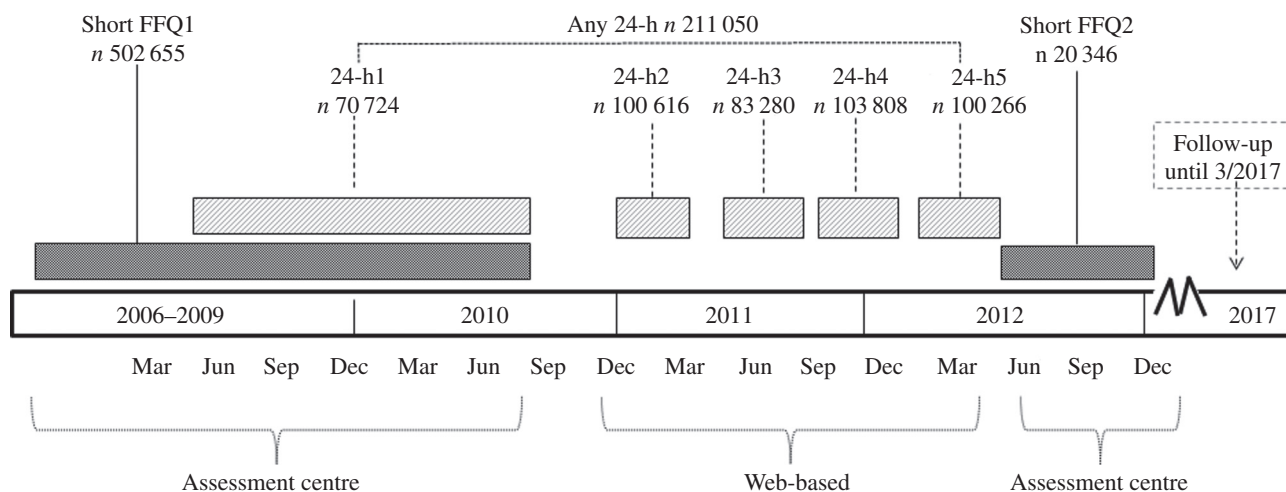 Short FFQ1
n 502 655
Any 24-h n 211 050
Short FFQ2
n 20 346
24-h1
n 70 724
24-h2
n 100 616
24-h3
n 83 280
24-h4
n 103 808
24-h5
n 100 266
Follow-up
until 3/2017
2006–2009 2010 2011 2012 2017
Mar Jun Sep Dec Mar Jun Sep Dec Mar Jun Sep Dec Mar Jun Sep Dec
Assessment centre Web-based Assessment centre